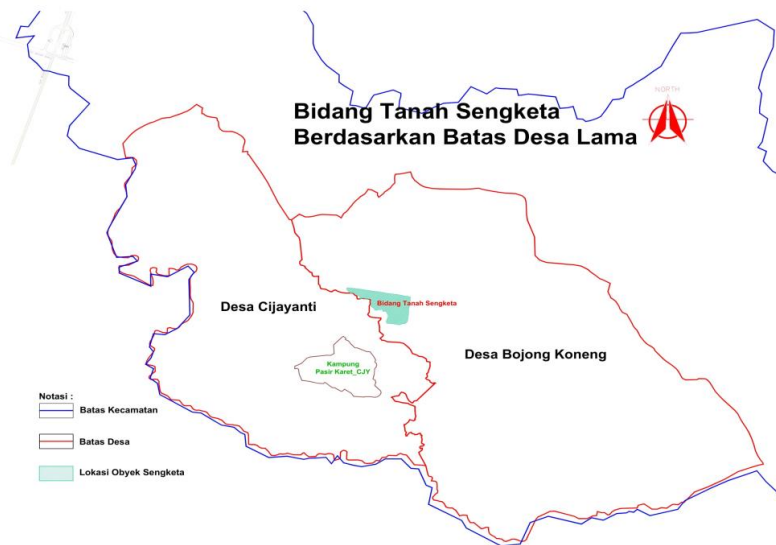 NORTH
Bidang Tanah Sengketa
Berdasarkan Batas Desa Lama
Bidang Tanah Sengketa
Desa Cijayanti
Desa Bojong Koneng
Kampung
Pasir Karet_CJY
Notasi :
Batas Kecamatan
Batas Desa
Lokasi Obyek Sengketa